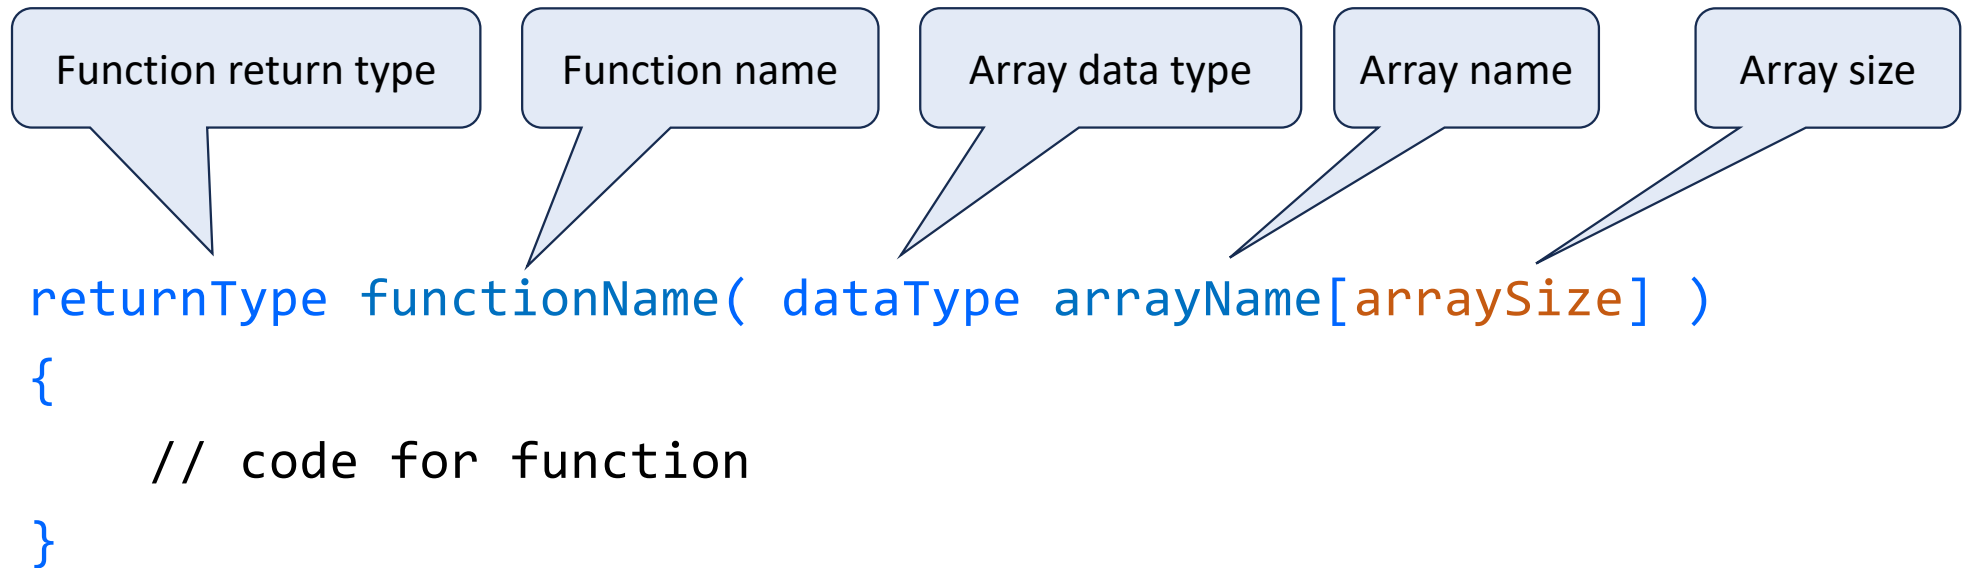 Function return type
Function name
Array data type
Array name
Array size
returnType functionName( dataType arrayName[arraySize] )
{
// code for function
}